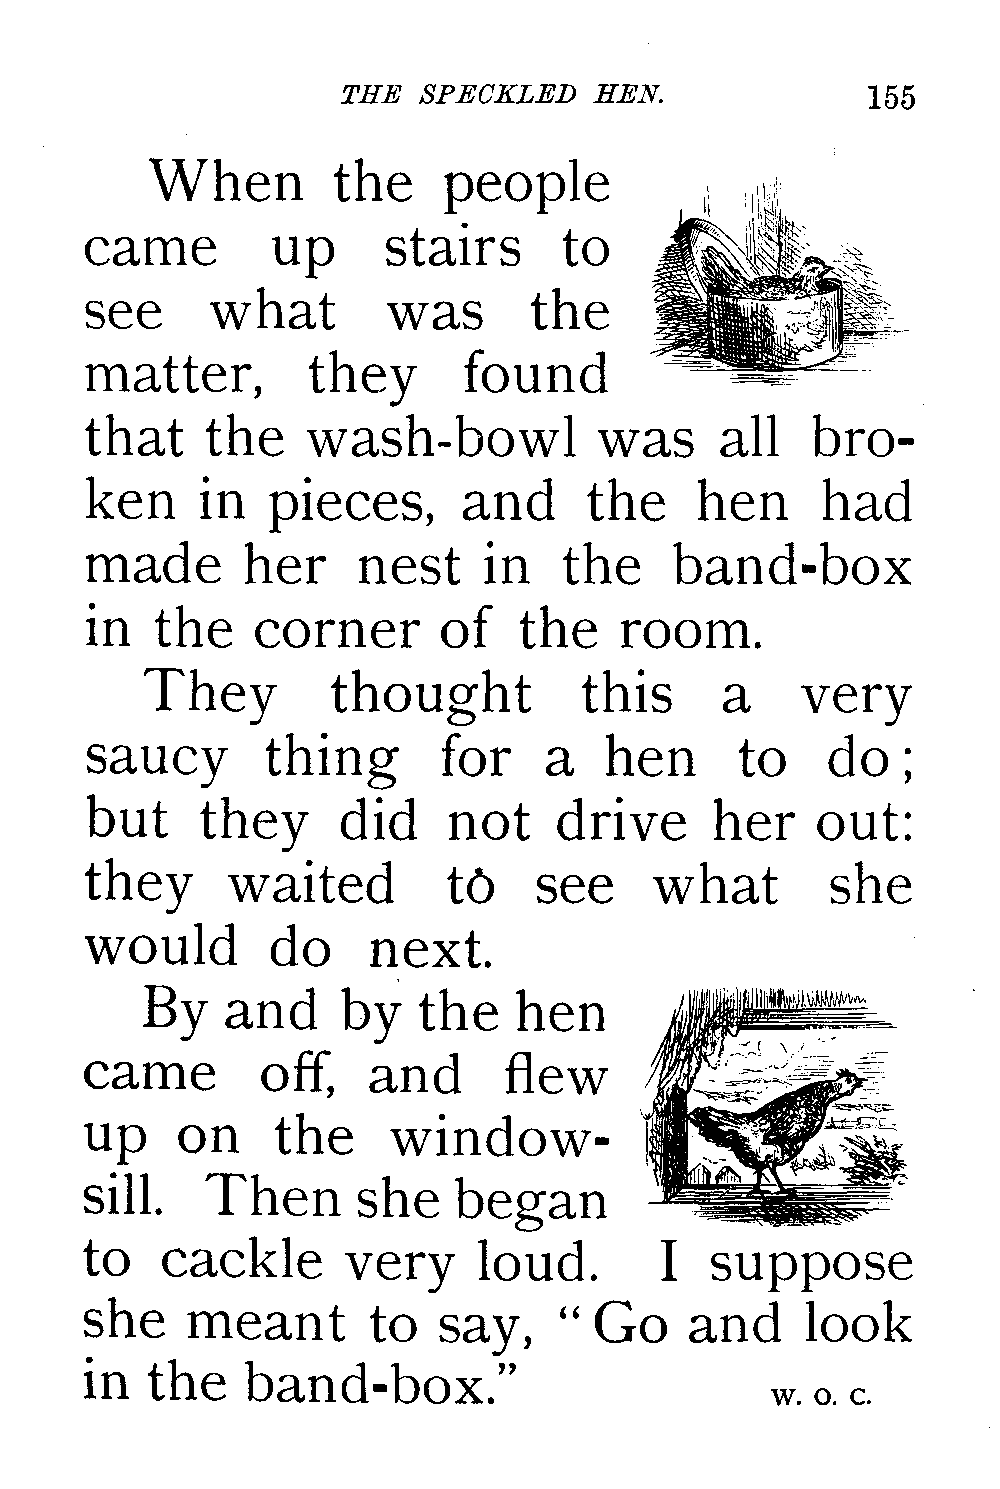 THE SPECKLED HEN. 155
When the people
came up stairs to
see what was the
matter, they found
that the wash-bowl was all bro-
ken in pieces, and the hen had
made her nest in the band-box
in the corner of the room.
They thought this a very
saucy thing for a hen to do;
but they did not drive her out:
they waited to see what she
would do next.
By and by the hen
came off, and flew
up on the window-
sill. Then she began
to cackle very loud. I suppose
she meant to say, “Go and look
in the band-box.”
W. O. C.